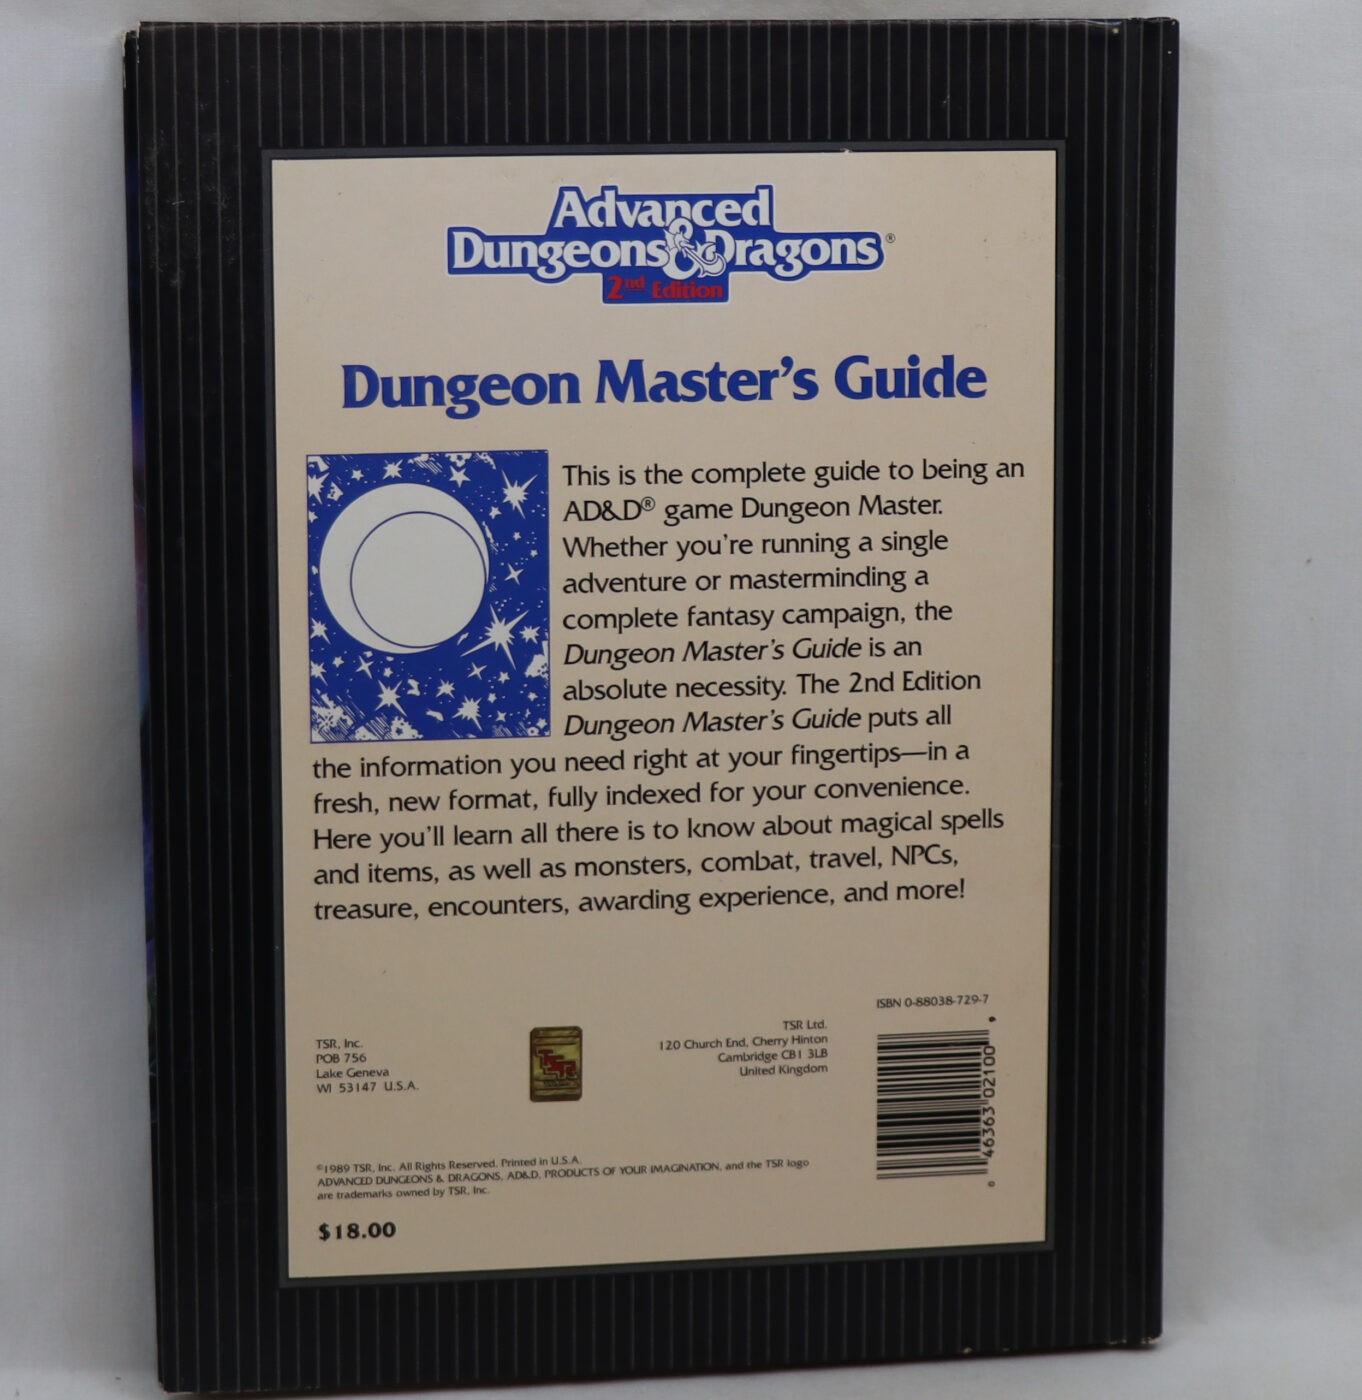 Advanced
Dungeons & Dragons®
2nd Edition
Dungeon Master's Guide
This is the complete guide to being an
AD&D® game Dungeon Master.
Whether you're running a single
adventure or masterminding a
complete fantasy campaign, the
Dungeon Master's Guide is an
absolute necessity. The 2nd Edition
Dungeon Master's Guide puts all
the information you need right at your fingertips—in a
fresh, new format, fully indexed for your convenience.
Here you'll learn all there is to know about magical spells
and items, as well as monsters, combat, travel, NPCs,
treasure, encounters, awarding experience, and more!
TSR, Inc.
POB 756
Lake Geneva
WI 53147 U.S.A.
TSR
TSR Ltd.
120 Church End, Cherry Hinton
Cambridge CB1 3LB
United Kingdom
ISBN 0-88038-729-7
0 46363 02100 9
©1989 TSR, Inc. All Rights Reserved. Printed in U.S.A.
ADVANCED DUNGEONS & DRAGONS, AD&D, PRODUCTS OF YOUR IMAGINATION, and the TSR logo
are trademarks owned by TSR, Inc.
$18.00